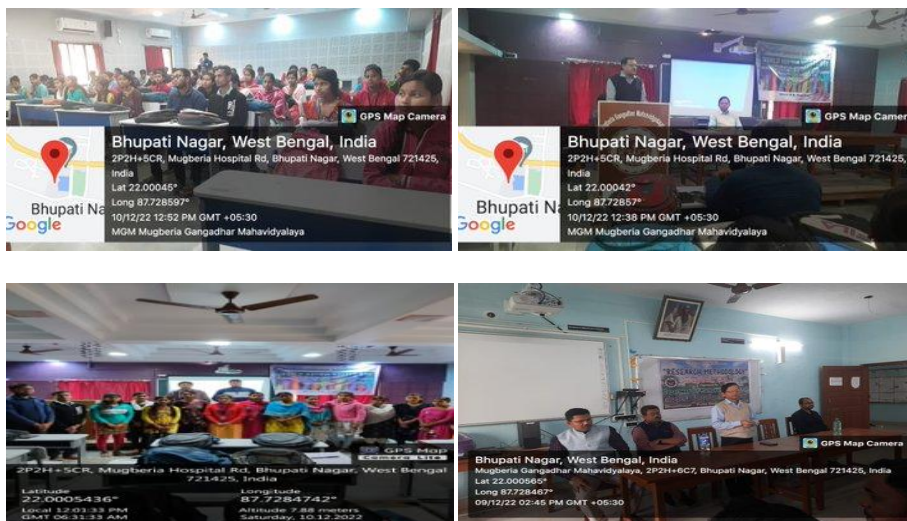 GPS Map Camera
Bhupati Nagar, West Bengal, India
2P2H+5CR, Mugberia Hospital Rd, Bhupati Nagar, West Bengal 721425,
India
Lat 22.00045°
Long 87.728597°
10/12/22 12:52 PM GMT +05:30
MGM Mugberia Gangadhar Mahavidyalaya
Bhupati Na
Google
GPS Map Camer
Bhupati Nagar, West Bengal, India
2P2H+5CR, Mugberia Hospital Rd, Bhupati Nagar, West Bengal 721425,
India
Lat 22.00042°
Long 87.72857°
10/12/22 12:38 PM GMT +05:30
MGM Mugberia Gangadhar Mahavidyalaya
Bhupati N
Google
GPS Map
Camera Lite
2P2H+5CR, Mugberia Hospital Rd, Bhupati Nagar, West Bengal
721425, India
Latitude
22.0005436°
Local 12:01:33 PM
GMT 06:31:33 AM
Longitude
87.7284742°
Altitude 7.88 meters
Saturday, 10.12.2022
"RESEARCH METHODOLOGY"
GPS Map Camera
Bhupati Nagar, West Bengal, India
Mugberia Gangadhar Mahavidyalaya, 2P2H+6C7, Bhupati Nagar, West Bengal 721425, India
Lat 22.000565°
Long 87.728467°
09/12/22 02:45 PM GMT +05:30